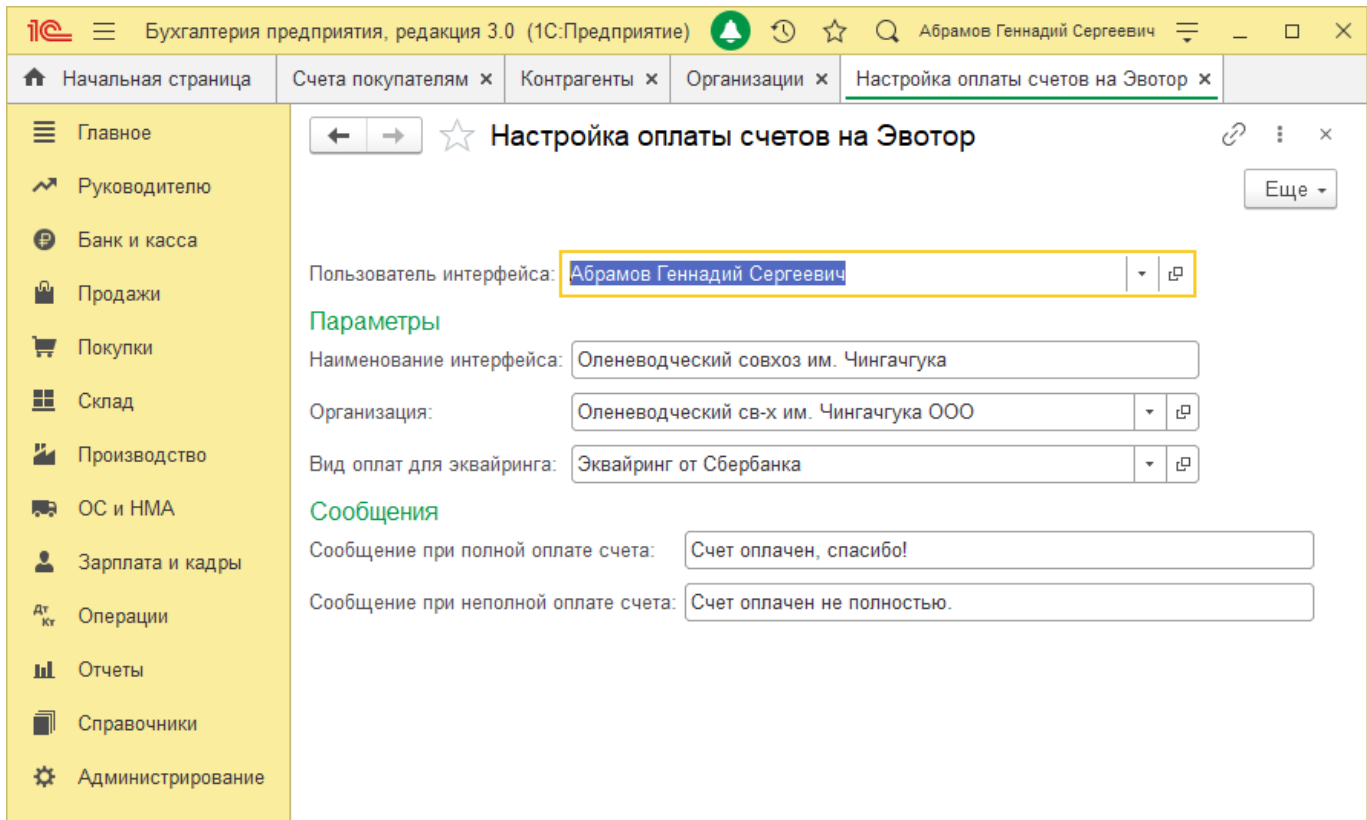 1С Бухгалтерия предприятия, редакция 3.0 (1С:Предприятие) Абрамов Геннадий Сергеевич
Начальная страница Счета покупателям × Контрагенты × Организации × Настройка оплаты счетов на Эвотор ×
Главное
Руководителю
Банк и касса
Продажи
Покупки
Склад
Производство
ОС и НМА
Зарплата и кадры
Дт Кт Операции
Отчеты
Справочники
Администрирование
Настройка оплаты счетов на Эвотор
Еще
Пользователь интерфейса: Абрамов Геннадий Сергеевич
Параметры
Наименование интерфейса: Оленеводческий совхоз им. Чингачгука
Организация: Оленеводческий св-х им. Чингачгука ООО
Вид оплат для эквайринга: Эквайринг от Сбербанка
Сообщения
Сообщение при полной оплате счета: Счет оплачен, спасибо!
Сообщение при неполной оплате счета: Счет оплачен не полностью.